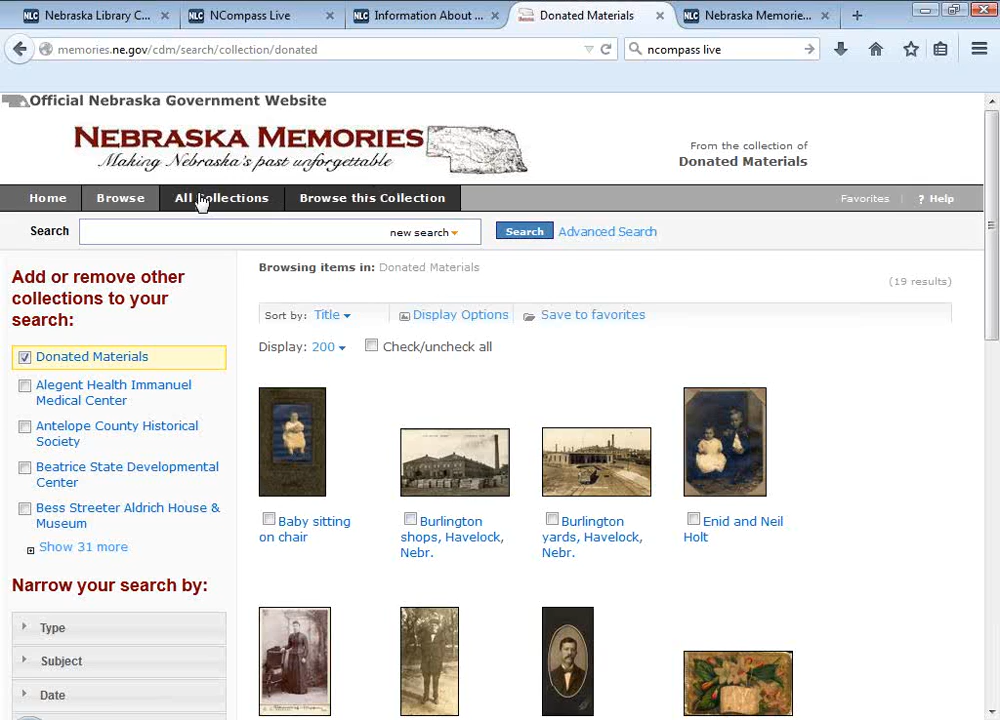 Nebraska Library C...
NCompass Live
Information About ...
Donated Materials
Nebraska Memorie...
memories.ne.gov/cdm/search/collection/donated
ncompass live
Official Nebraska Government Website
NEBRASKA MEMORIES
Making Nebraska's past unforgettable
From the collection of
Donated Materials
Home
Browse
All Collections
Browse this Collection
Favorites
? Help
Search
new search
Search
Advanced Search
Add or remove other
collections to your
search:
Donated Materials
Alegent Health Immanuel
Medical Center
Antelope County Historical
Society
Beatrice State Developmental
Center
Bess Streeter Aldrich House &
Museum
Show 31 more
Narrow your search by:
Type
Subject
Date
Browsing items in: Donated Materials
(19 results)
Sort by: Title
Display Options
Save to favorites
Display: 200
Check/uncheck all
Baby sitting
on chair
Burlington
shops, Havelock,
Nebr.
Burlington
yards, Havelock,
Nebr.
Enid and Neil
Holt